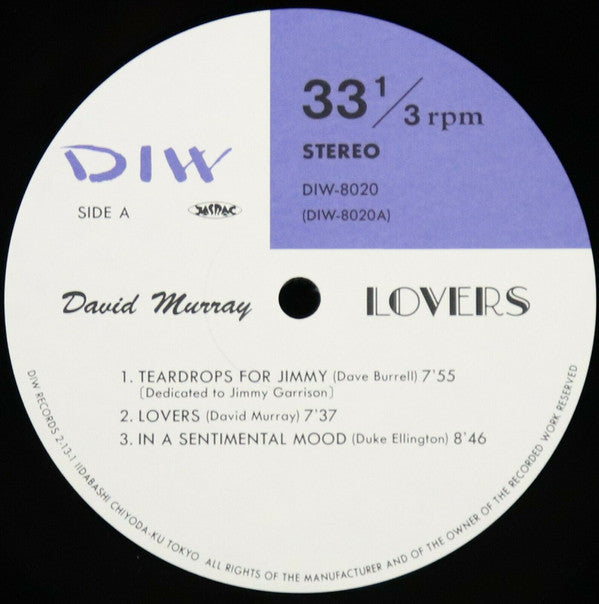 33 1/3 rpm
STEREO
DIW
DIW-8020
SIDE A
JASRAC
(DIW-8020A)
David Murray
LOVERS
1. TEARDROPS FOR JIMMY (Dave Burrell) 7'55
[Dedicated to Jimmy Garrison]
2. LOVERS (David Murray) 7'37
3. IN A SENTIMENTAL MOOD (Duke Ellington) 8'46
DIW RECORDS 2-13-1 IIDABASHI CHIYODA-KU TOKYO ALL RIGHTS OF THE MANUFACTURER AND OF THE OWNER OF THE RECORDED WORK RESERVED